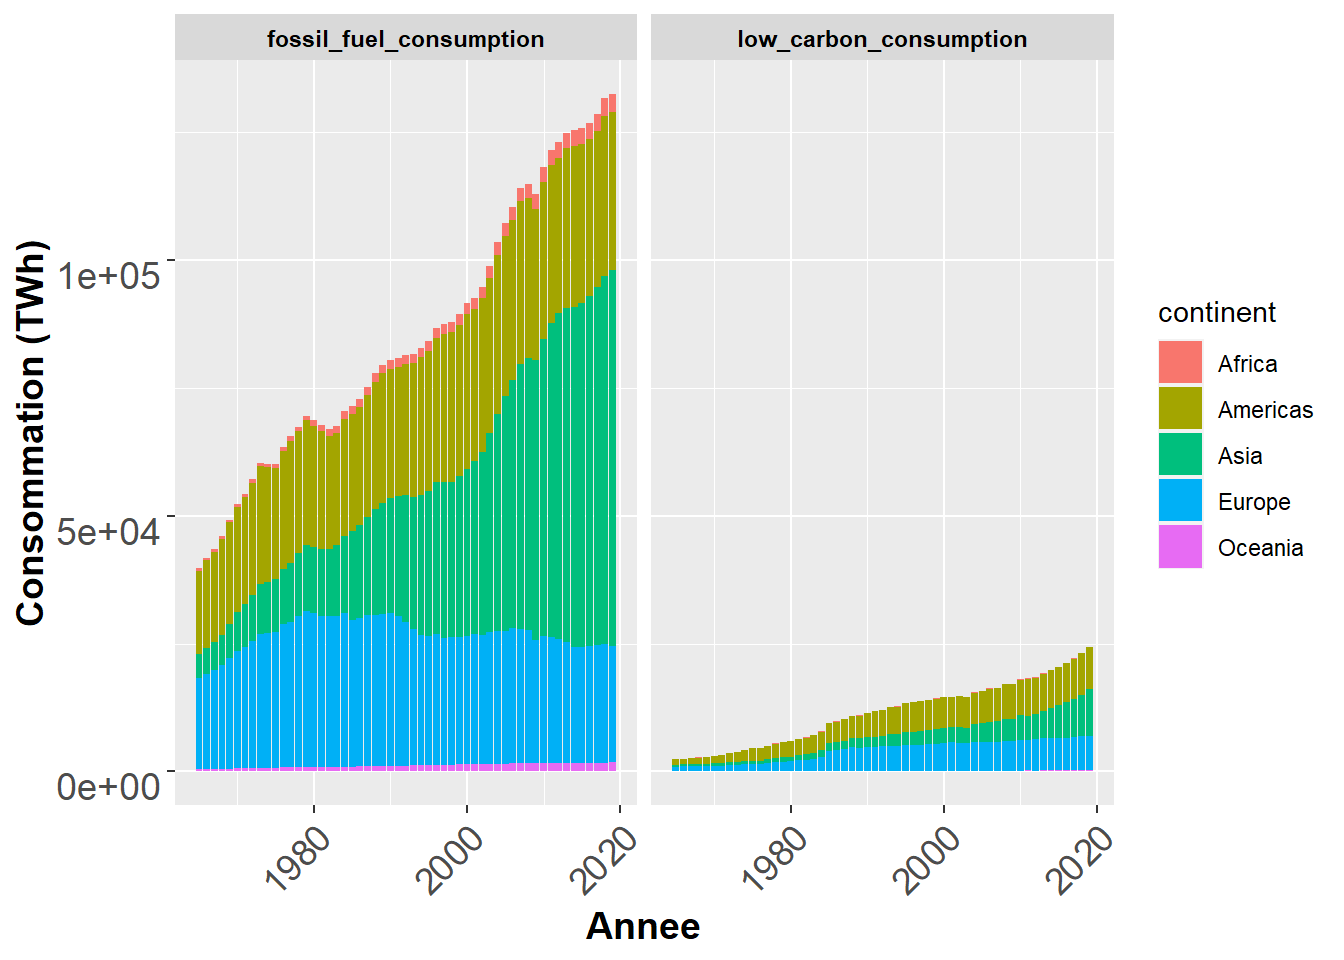 fossil_fuel_consumption
low_carbon_consumption
Consommation (TWh)
1e+05
5e+04
0e+00
1980
2000
2020
1980
2000
2020
Annee
continent
Africa
Americas
Asia
Europe
Oceania